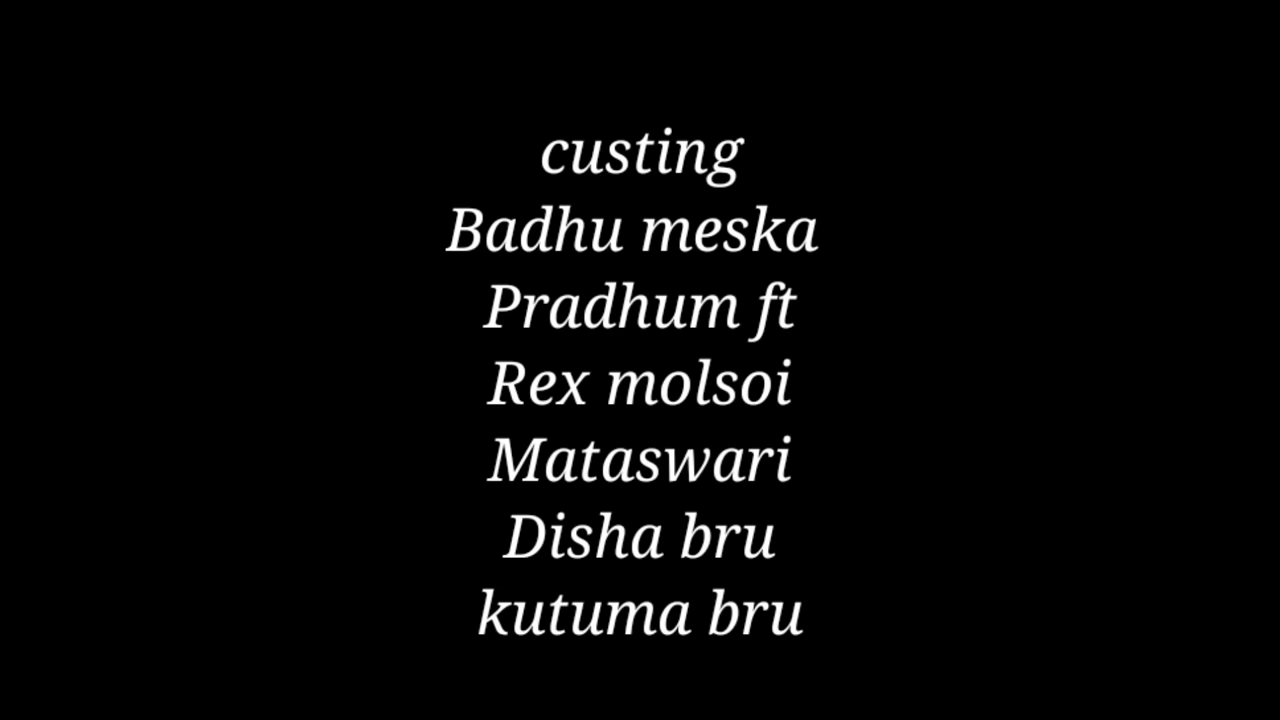 custing
Badhu meska
Pradhum ft
Rex molsoi
Mataswari
Disha bru
kutuma bru